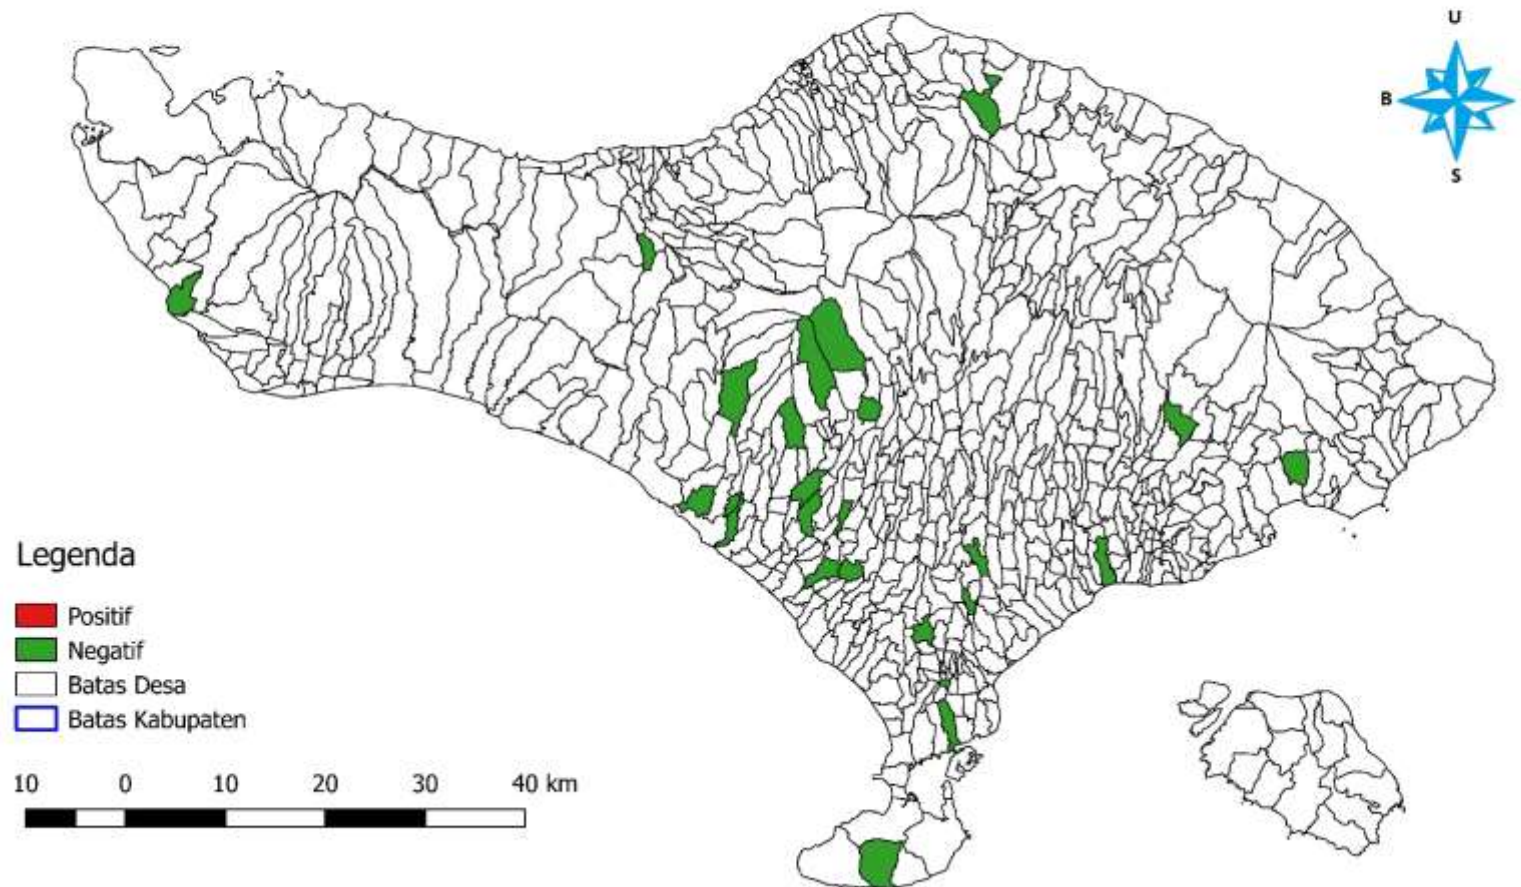 U
B
S
Legenda
Positif
Negatif
Batas Desa
Batas Kabupaten
10 0 10 20 30 40 km